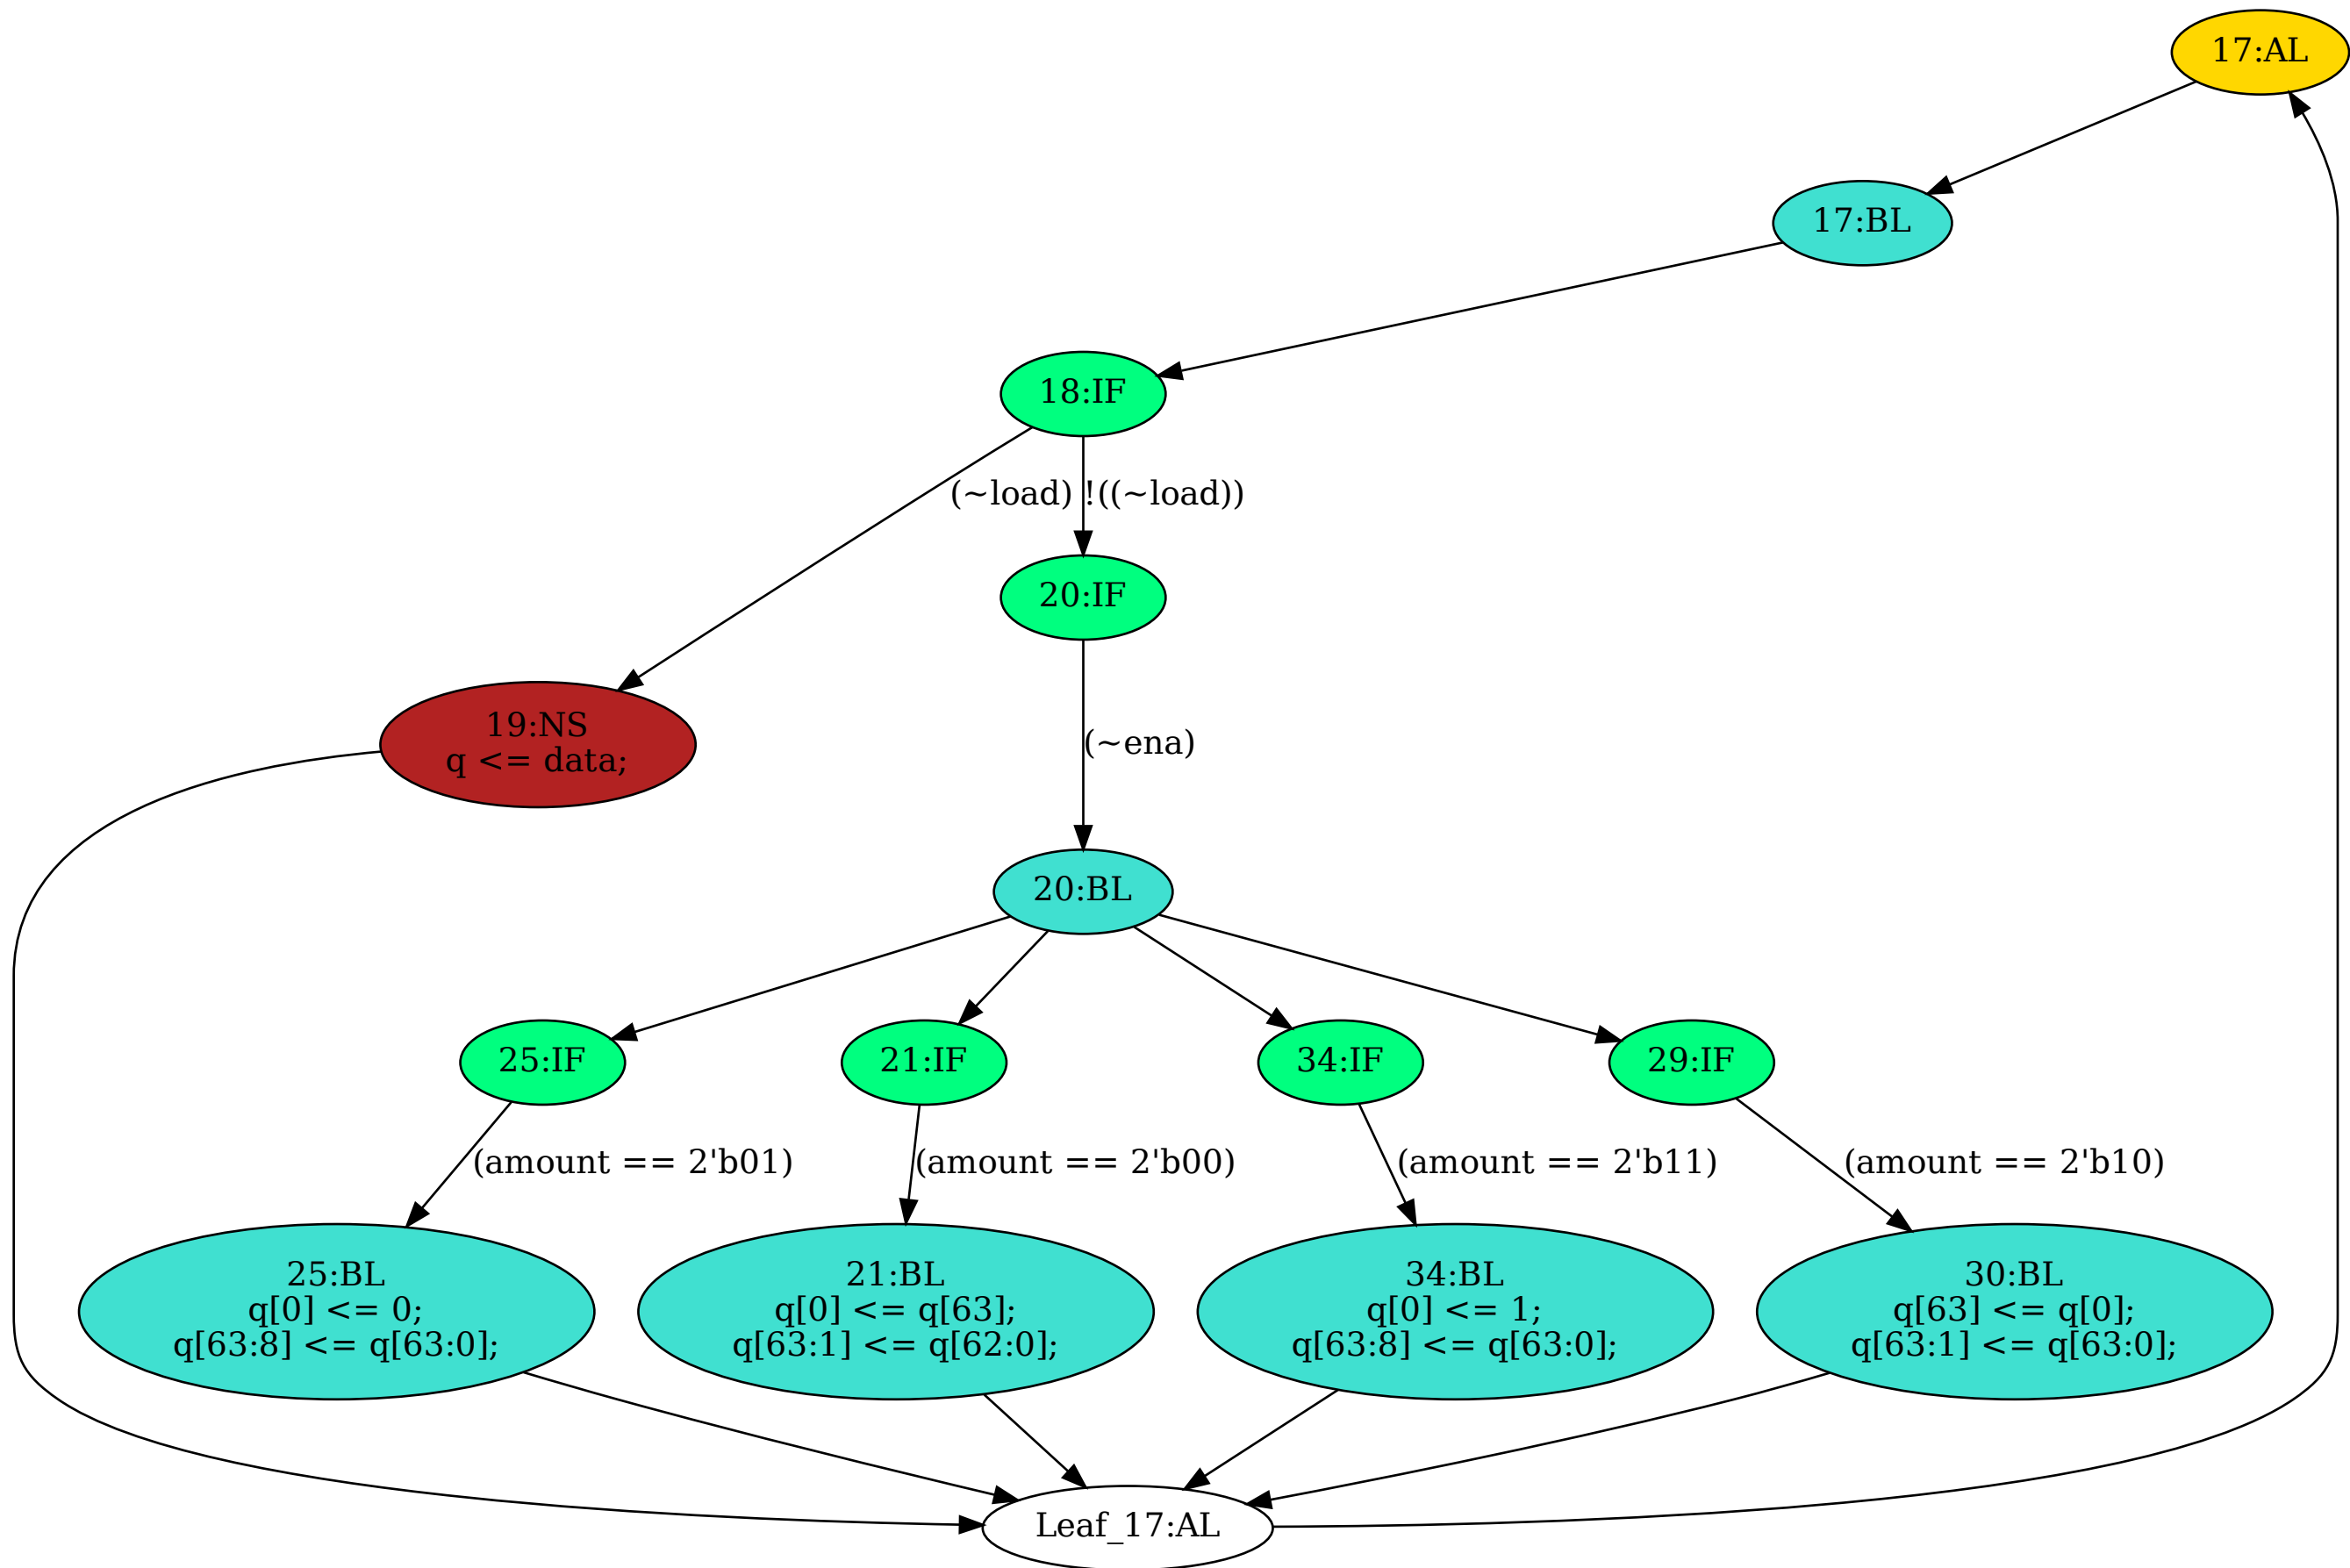 17:AL
17:BL
18:IF
(~load)
!((~load))
20:IF
19:NS
q <= data;
(~ena)
20:BL
25:IF
21:IF
34:IF
29:IF
(amount == 2'b01)
(amount == 2'b00)
(amount == 2'b11)
(amount == 2'b10)
25:BL
q[0] <= 0;
q[63:8] <= q[63:0];
21:BL
q[0] <= q[63];
q[63:1] <= q[62:0];
34:BL
q[0] <= 1;
q[63:8] <= q[63:0];
30:BL
q[63] <= q[0];
q[63:1] <= q[63:0];
Leaf_17:AL